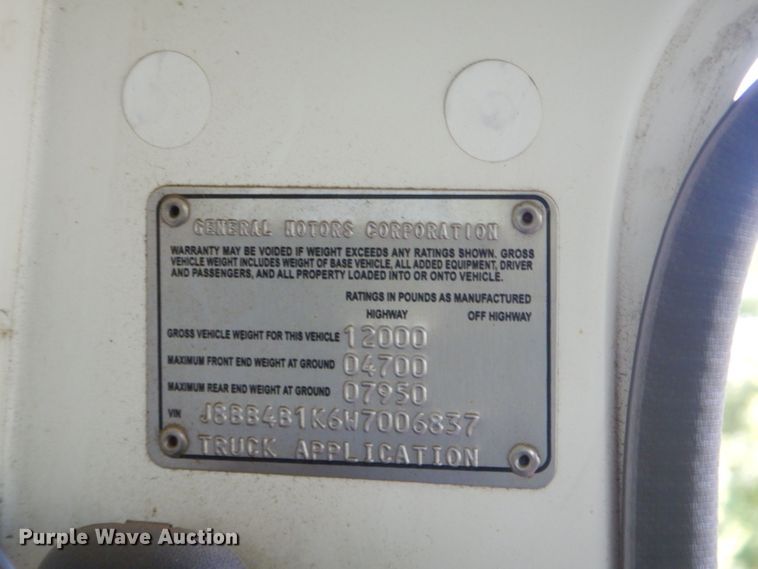 GENERAL MOTORS CORPORATION
WARRANTY MAY BE VOIDED IF WEIGHT EXCEEDS ANY RATINGS SHOWN. GROSS
VEHICLE WEIGHT INCLUDES WEIGHT OF BASE VEHICLE, ALL ADDED EQUIPMENT, DRIVER
AND PASSENGERS, AND ALL PROPERTY LOADED INTO OR ONTO VEHICLE.
RATINGS IN POUNDS AS MANUFACTURED
HIGHWAY OFF HIGHWAY
GROSS VEHICLE WEIGHT FOR THIS VEHICLE 12000
MAXIMUM FRONT END WEIGHT AT GROUND 04700
MAXIMUM REAR END WEIGHT AT GROUND 07950
VIN J8BB4B1K6W7006837
TRUCK APPLICATION
Purple Wave Auction